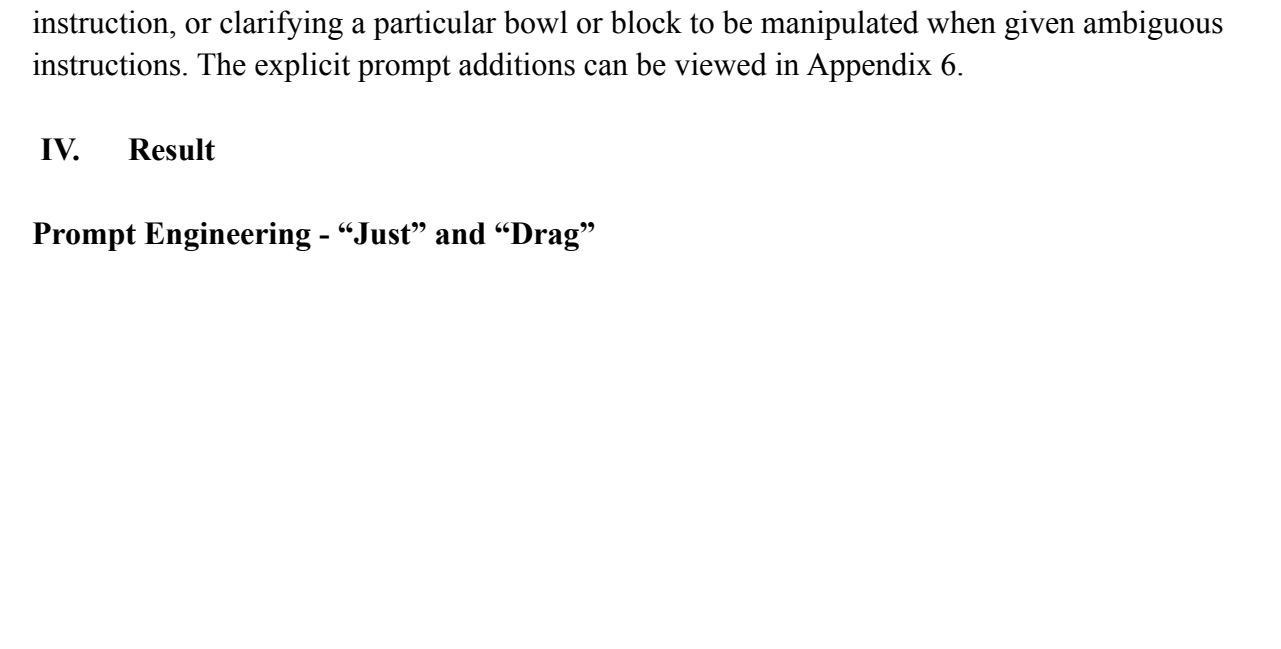 instruction, or clarifying a particular bowl or block to be manipulated when given ambiguous
instructions. The explicit prompt additions can be viewed in Appendix 6.
IV. Result
Prompt Engineering - “Just” and “Drag”